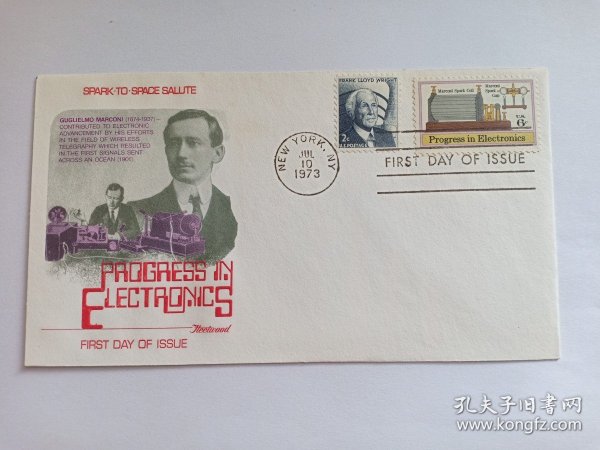 SPARK·TO·SPACE SALUTE
GUGLIELMO MARCONI (1874-1937) –
CONTRIBUTED TO ELECTRONIC
ADVANCEMENT BY HIS EFFORTS
IN THE FIELD OF WIRELESS
TELEGRAPHY WHICH RESULTED
IN THE FIRST SIGNALS SENT
ACROSS AN OCEAN (1901).
PROGRESS IN
ELECTRONICS
Fleetwood
FIRST DAY OF ISSUE
FRANK LLOYD WRIGHT
2c
U.S. POSTAGE
Marconi Spark Coil
Marconi Spark
Gap
U.S.
6c
Progress in Electronics
NEW YORK, NY
JUL
10
1973
FIRST DAY OF ISSUE
孔夫子旧书网
www.kongfz.com